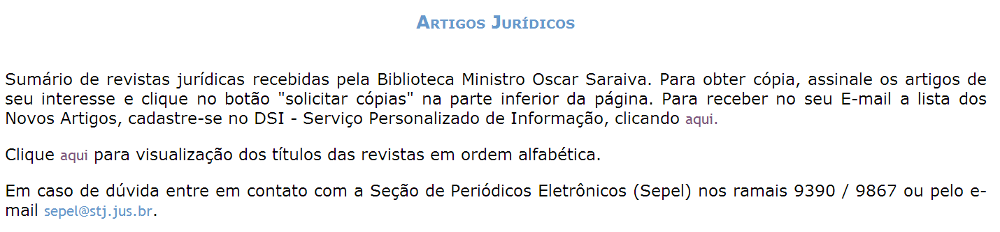 Artigos Jurídicos
Sumário de revistas jurídicas recebidas pela Biblioteca Ministro Oscar Saraiva. Para obter cópia, assinale os artigos de
seu interesse e clique no botão "solicitar cópias" na parte inferior da página. Para receber no seu E-mail a lista dos
Novos Artigos, cadastre-se no DSI - Serviço Personalizado de Informação, clicando aqui.
Clique aqui para visualização dos títulos das revistas em ordem alfabética.
Em caso de dúvida entre em contato com a Seção de Periódicos Eletrônicos (Sepel) nos ramais 9390 / 9867 ou pelo e-
mail sepel@stj.jus.br.